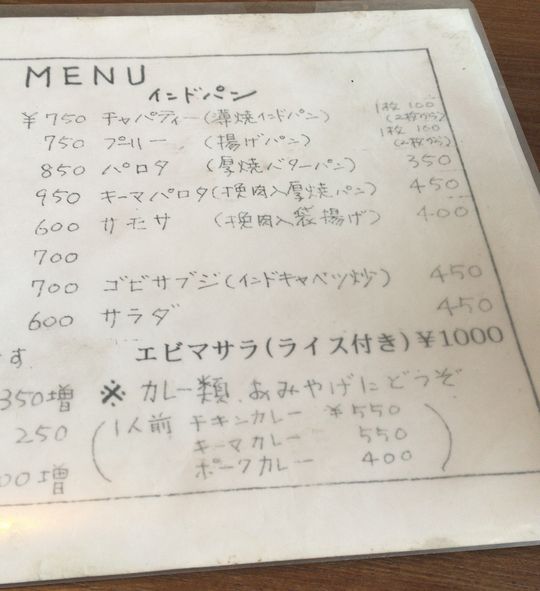 MENU
インドパン
¥750 チャパティー(薄焼インドパン) 1枚 100 (2枚から)
750 プーリー (揚げパン) 1枚 100 (2枚から)
850 パロタ (厚焼バターパン) 350
950 キーマパロタ(挽肉入厚焼パン) 450
600 サモサ (挽肉入袋揚げ) 400
700
700 ゴビサブジ(インドキャベツ炒) 450
600 サラダ 450
す エビマサラ(ライス付き)¥1000
350増 ※カレー類 おみやげにどうぞ
250 (1人前 チキンカレー ¥550
キーマカレー 550
00増 ポークカレー 400)